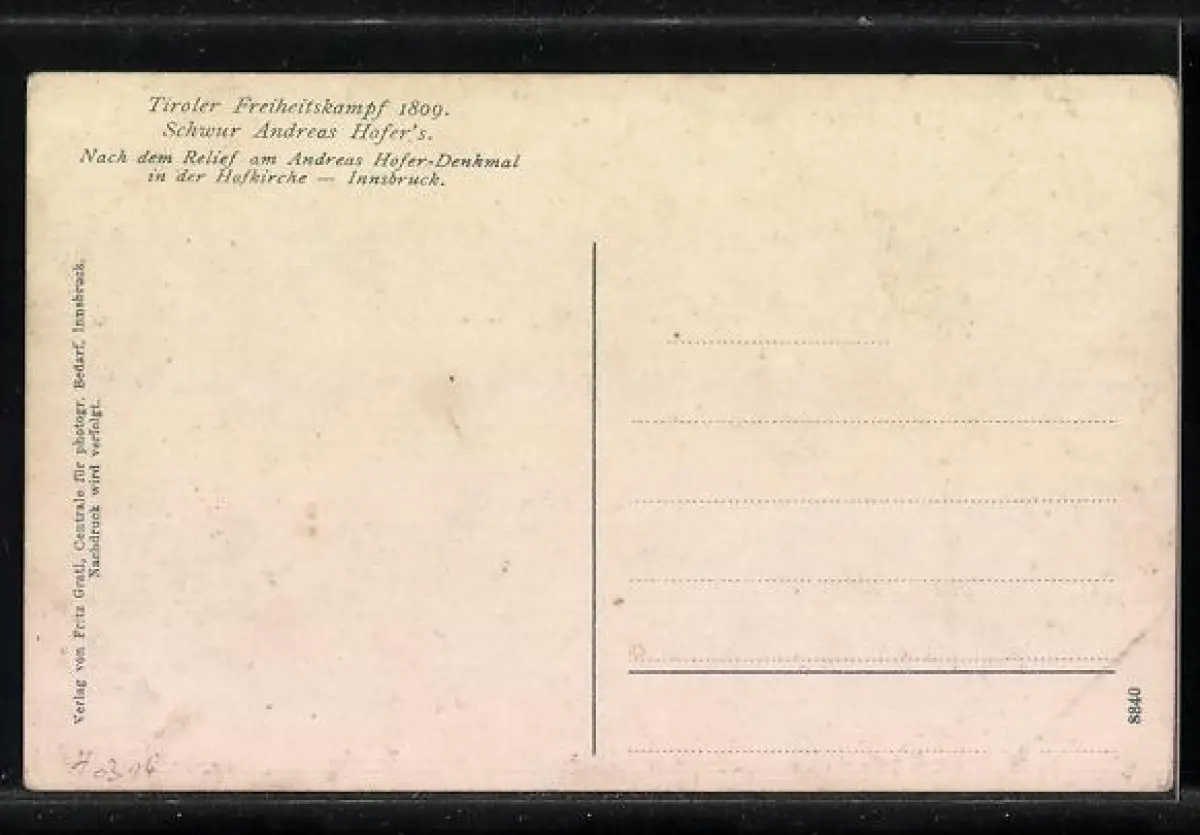 Tiroler Freiheitskampf 1809.
Schwur Andreas Hofer's.
Nach dem Relief am Andreas Hofer-Denkmal
in der Hofkirche — Innsbruck.
Verlag von Fritz Gratl, Centrale für photogr. Bedarf, Innsbruck.
Nachdruck wird verfolgt.
8840